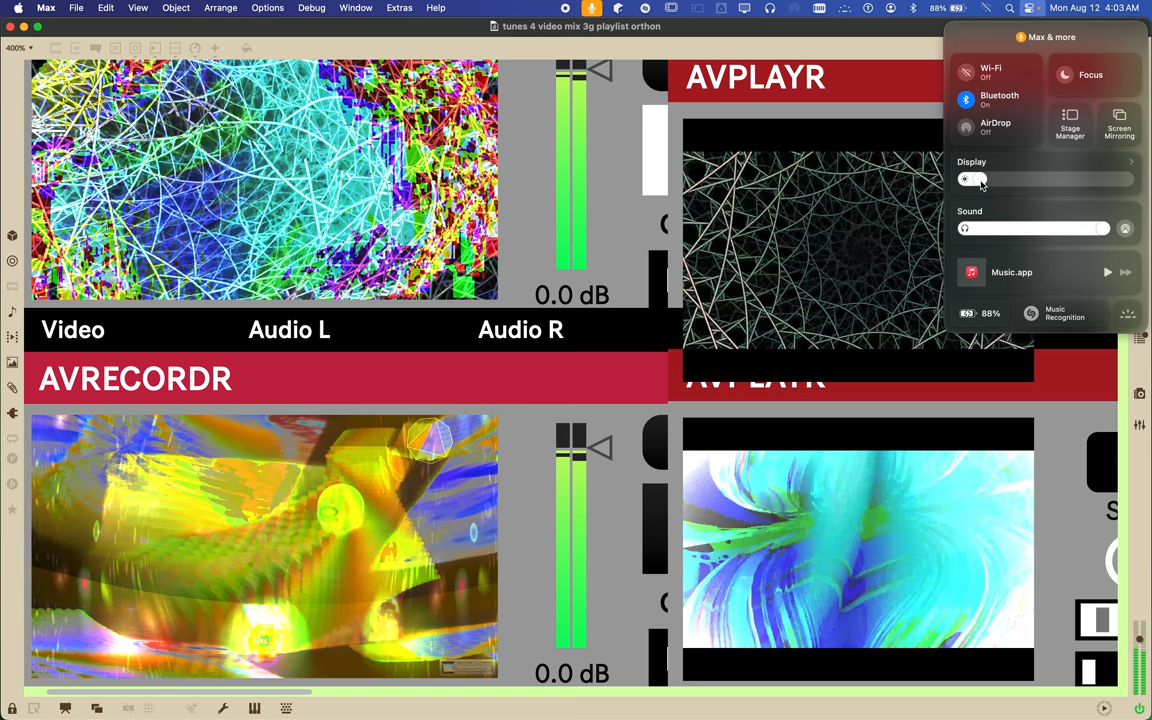 Max File Edit View Object Arrange Options Debug Window Extras Help 88% Mon Aug 12 4:03 AM
tunes 4 video mix 3g playlist orthon
400%
Max & more
Wi-Fi
Off
Bluetooth
On
AirDrop
Off
Focus
Stage
Manager
Screen
Mirroring
Display
Sound
Music.app
88%
Music
Recognition
AVPLAYR
0.0 dB
Video Audio L Audio R
AVRECORDR
AVPLAYR
0.0 dB